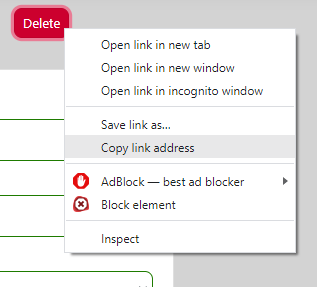 Delete
Open link in new tab
Open link in new window
Open link in incognito window
Save link as...
Copy link address
AdBlock — best ad blocker
Block element
Inspect